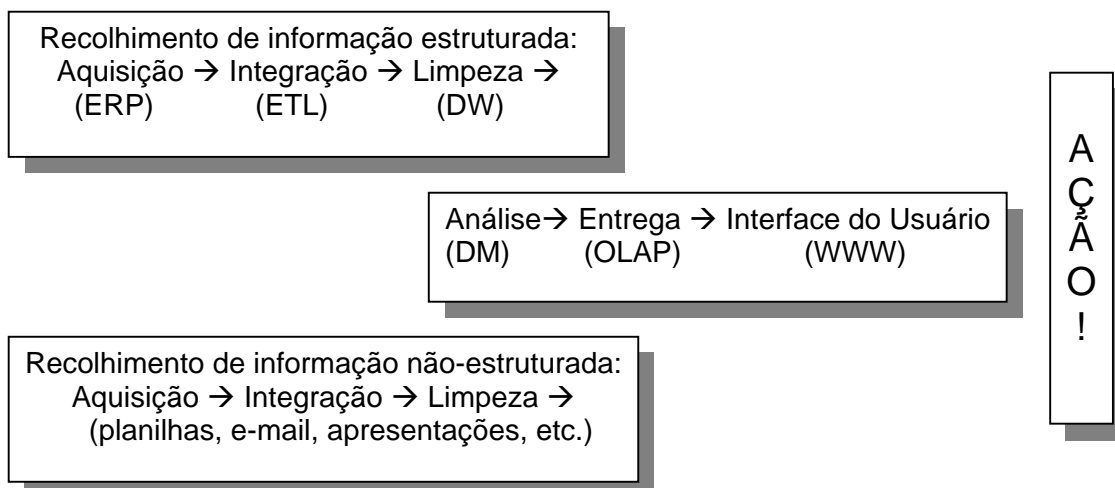 Recolhimento de informação estruturada:
Aquisição → Integração → Limpeza →
(ERP) (ETL) (DW)
Análise→ Entrega → Interface do Usuário
(DM) (OLAP) (WWW)
Recolhimento de informação não-estruturada:
Aquisição → Integração → Limpeza →
(planilhas, e-mail, apresentações, etc.)
A
Ç
Ã
O
!